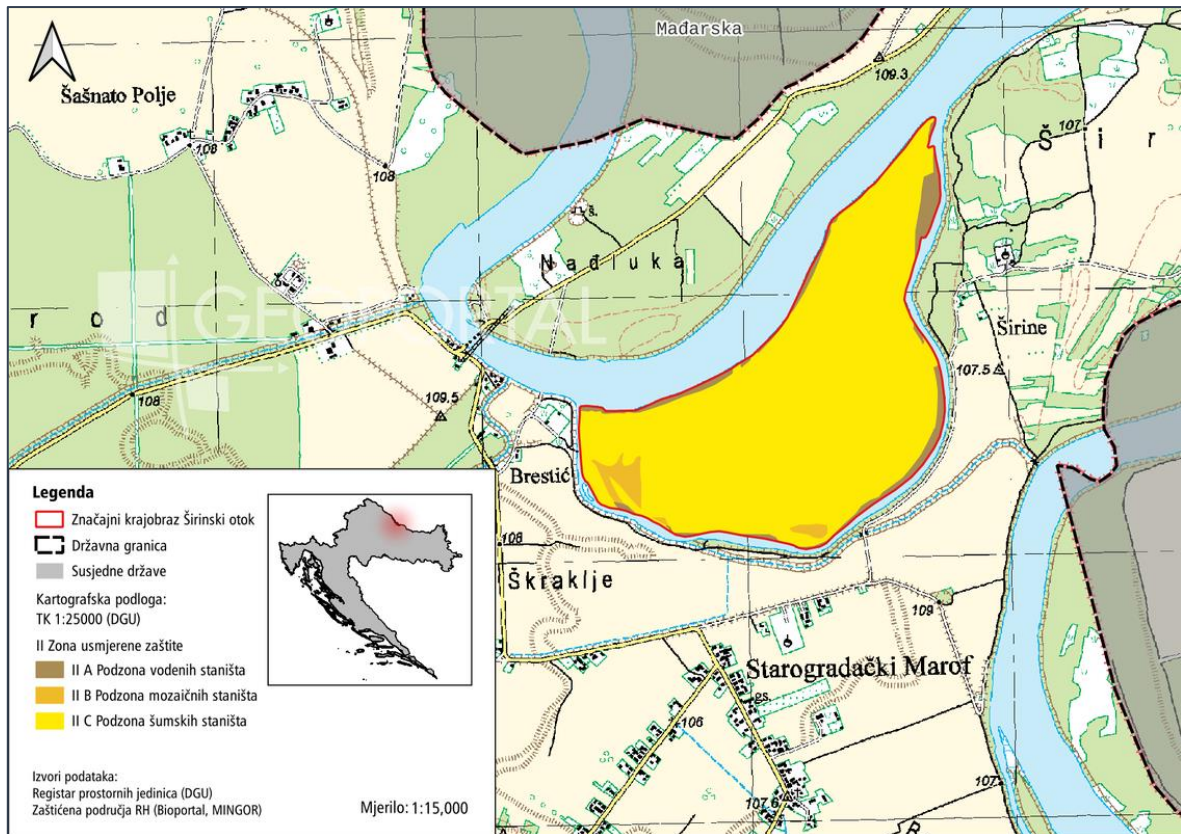 Mađarska
109.3
Šašnato Polje
108
108
107
Š i r
š.
N a đ l u k a
GEOPORTAL
r o d
Širine
107.5
109.5
108
Brestić
108
Škraklje
109
Starogradački Marof
gs.
106
107.6
107
B
Legenda
Značajni krajobraz Širinski otok
Državna granica
Susjedne države
Kartografska podloga:
TK 1:25000 (DGU)
II Zona usmjerene zaštite
II A Podzona vodenih staništa
II B Podzona mozaičnih staništa
II C Podzona šumskih staništa
Izvori podataka:
Registar prostornih jedinica (DGU)
Zaštićena područja RH (Bioportal, MINGOR)
Mjerilo: 1:15,000